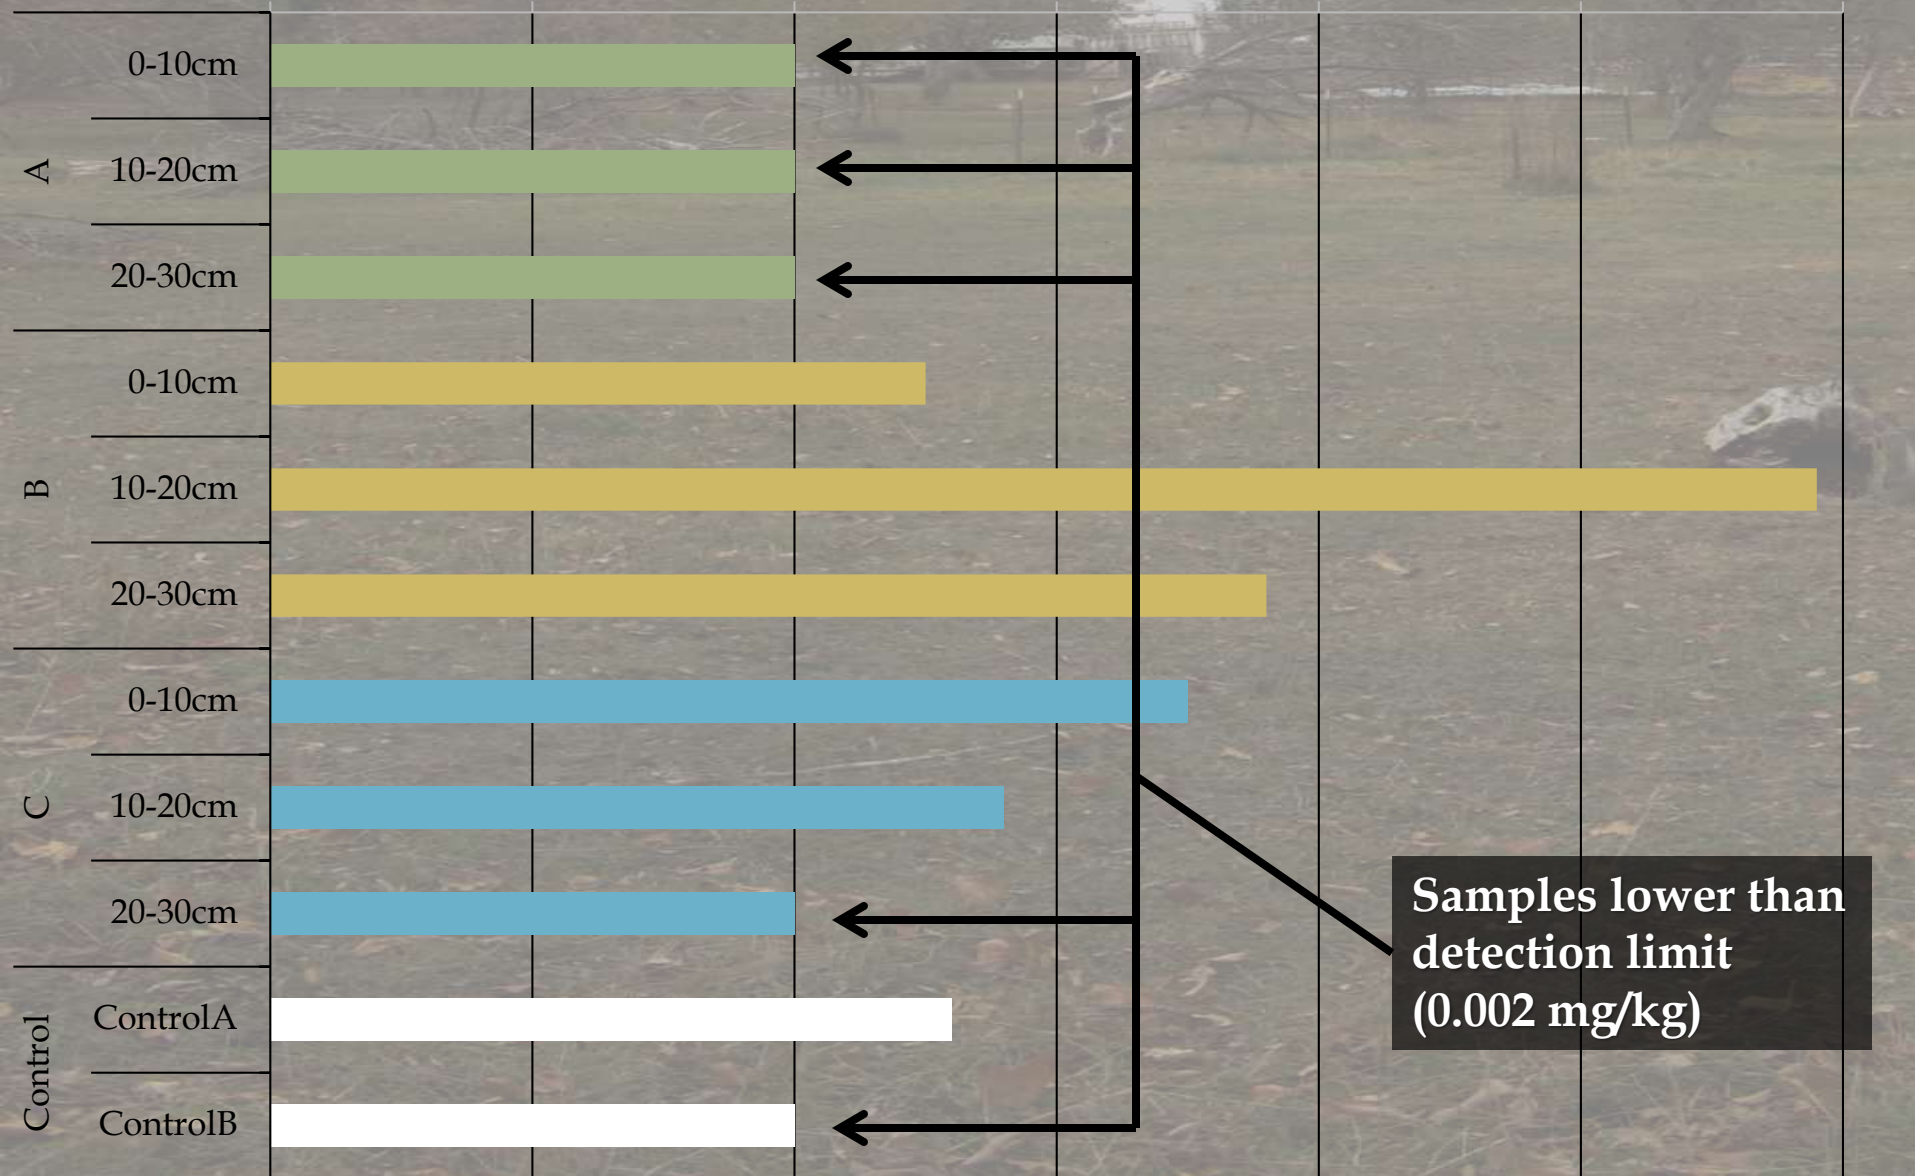 A
0-10cm
10-20cm
20-30cm
B
0-10cm
10-20cm
20-30cm
C
0-10cm
10-20cm
20-30cm
Control
ControlA
ControlB
Samples lower than
detection limit
(0.002 mg/kg)